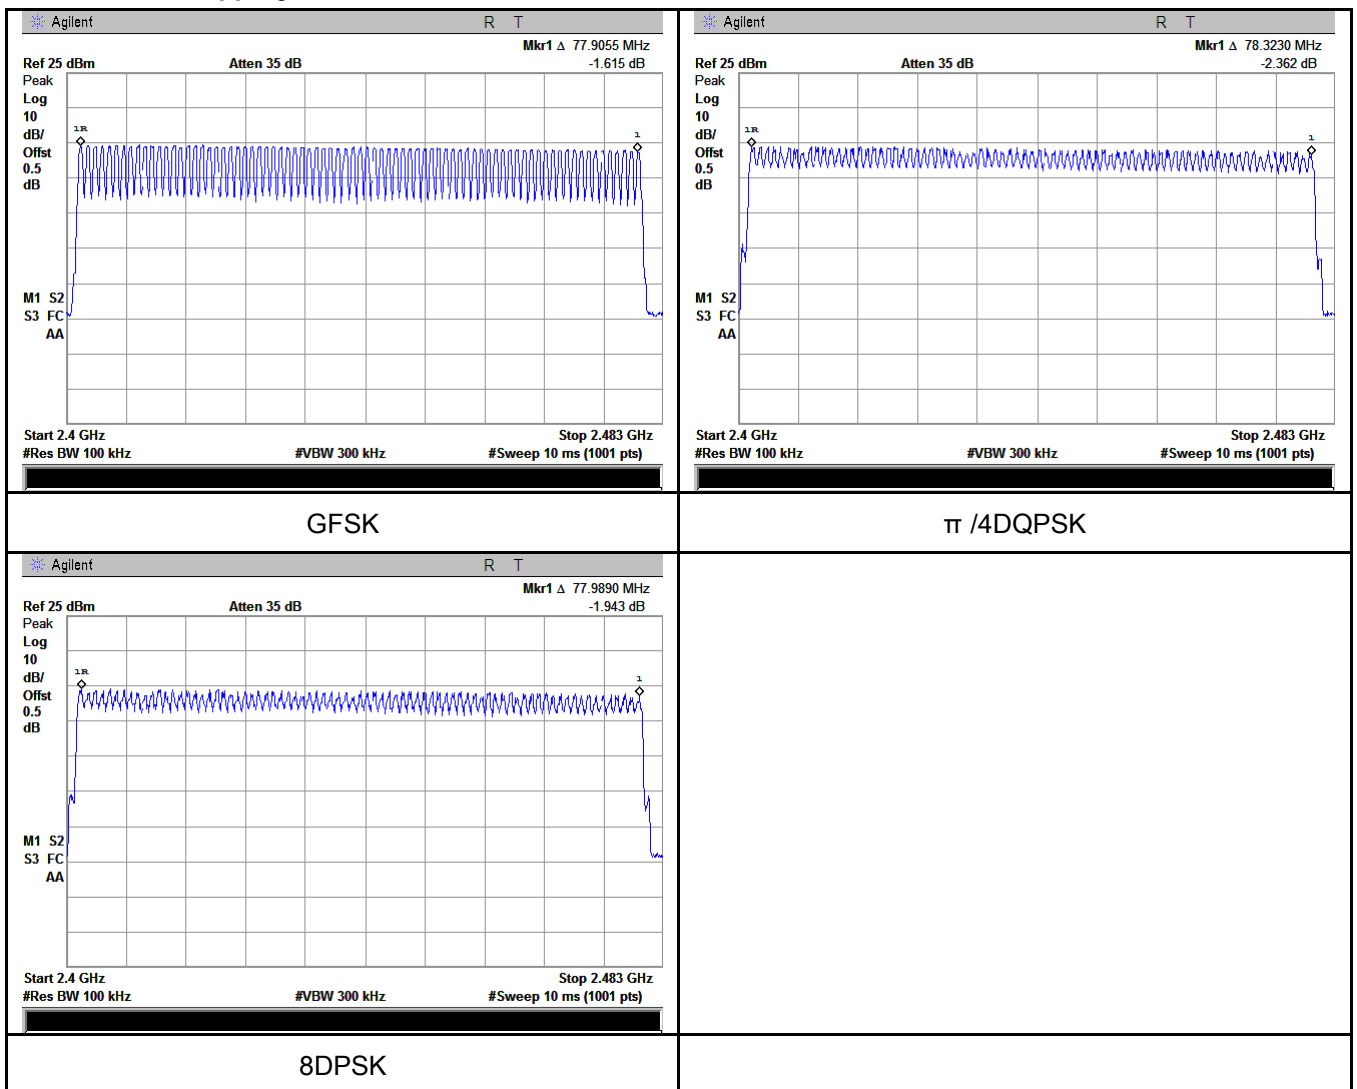 Agilent R T
Mkr1 Δ 77.9055 MHz
Ref 25 dBm Atten 35 dB -1.615 dB
Peak
Log
10
dB/
Offst
0.5
dB
1R
1
M1 S2
S3 FC
AA
Start 2.4 GHz Stop 2.483 GHz
#Res BW 100 kHz #VBW 300 kHz #Sweep 10 ms (1001 pts)
GFSK
Agilent R T
Mkr1 Δ 78.3230 MHz
Ref 25 dBm Atten 35 dB -2.362 dB
Peak
Log
10
dB/
Offst
0.5
dB
1R
1
M1 S2
S3 FC
AA
Start 2.4 GHz Stop 2.483 GHz
#Res BW 100 kHz #VBW 300 kHz #Sweep 10 ms (1001 pts)
π /4DQPSK
Agilent R T
Mkr1 Δ 77.9890 MHz
Ref 25 dBm Atten 35 dB -1.943 dB
Peak
Log
10
dB/
Offst
0.5
dB
1R
1
M1 S2
S3 FC
AA
Start 2.4 GHz Stop 2.483 GHz
#Res BW 100 kHz #VBW 300 kHz #Sweep 10 ms (1001 pts)
8DPSK